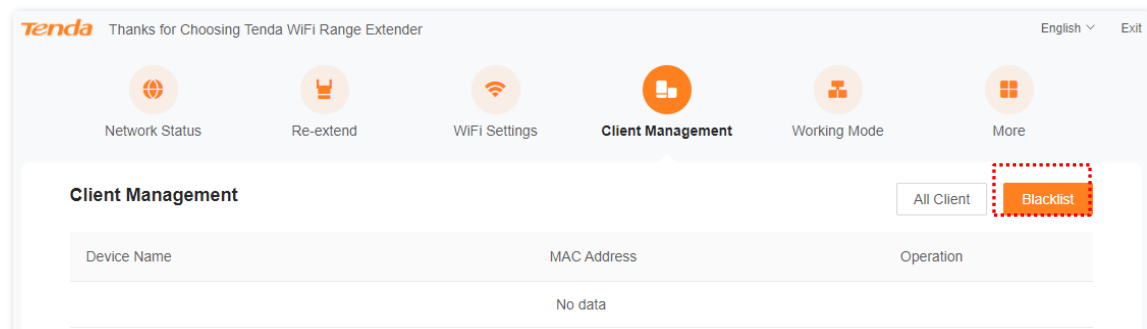 Tenda Thanks for Choosing Tenda WiFi Range Extender English Exit
Network Status Re-extend WiFi Settings Client Management Working Mode More
Client Management All Client Blacklist
Device Name MAC Address Operation
No data